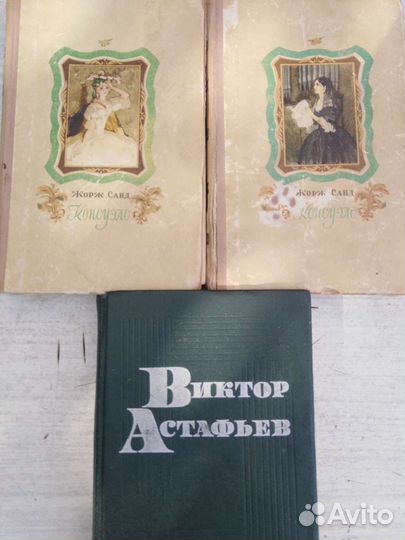 Жорж Санд
Консуэло
Жорж Санд
Консуэло
Виктор
Астафьев
Avito